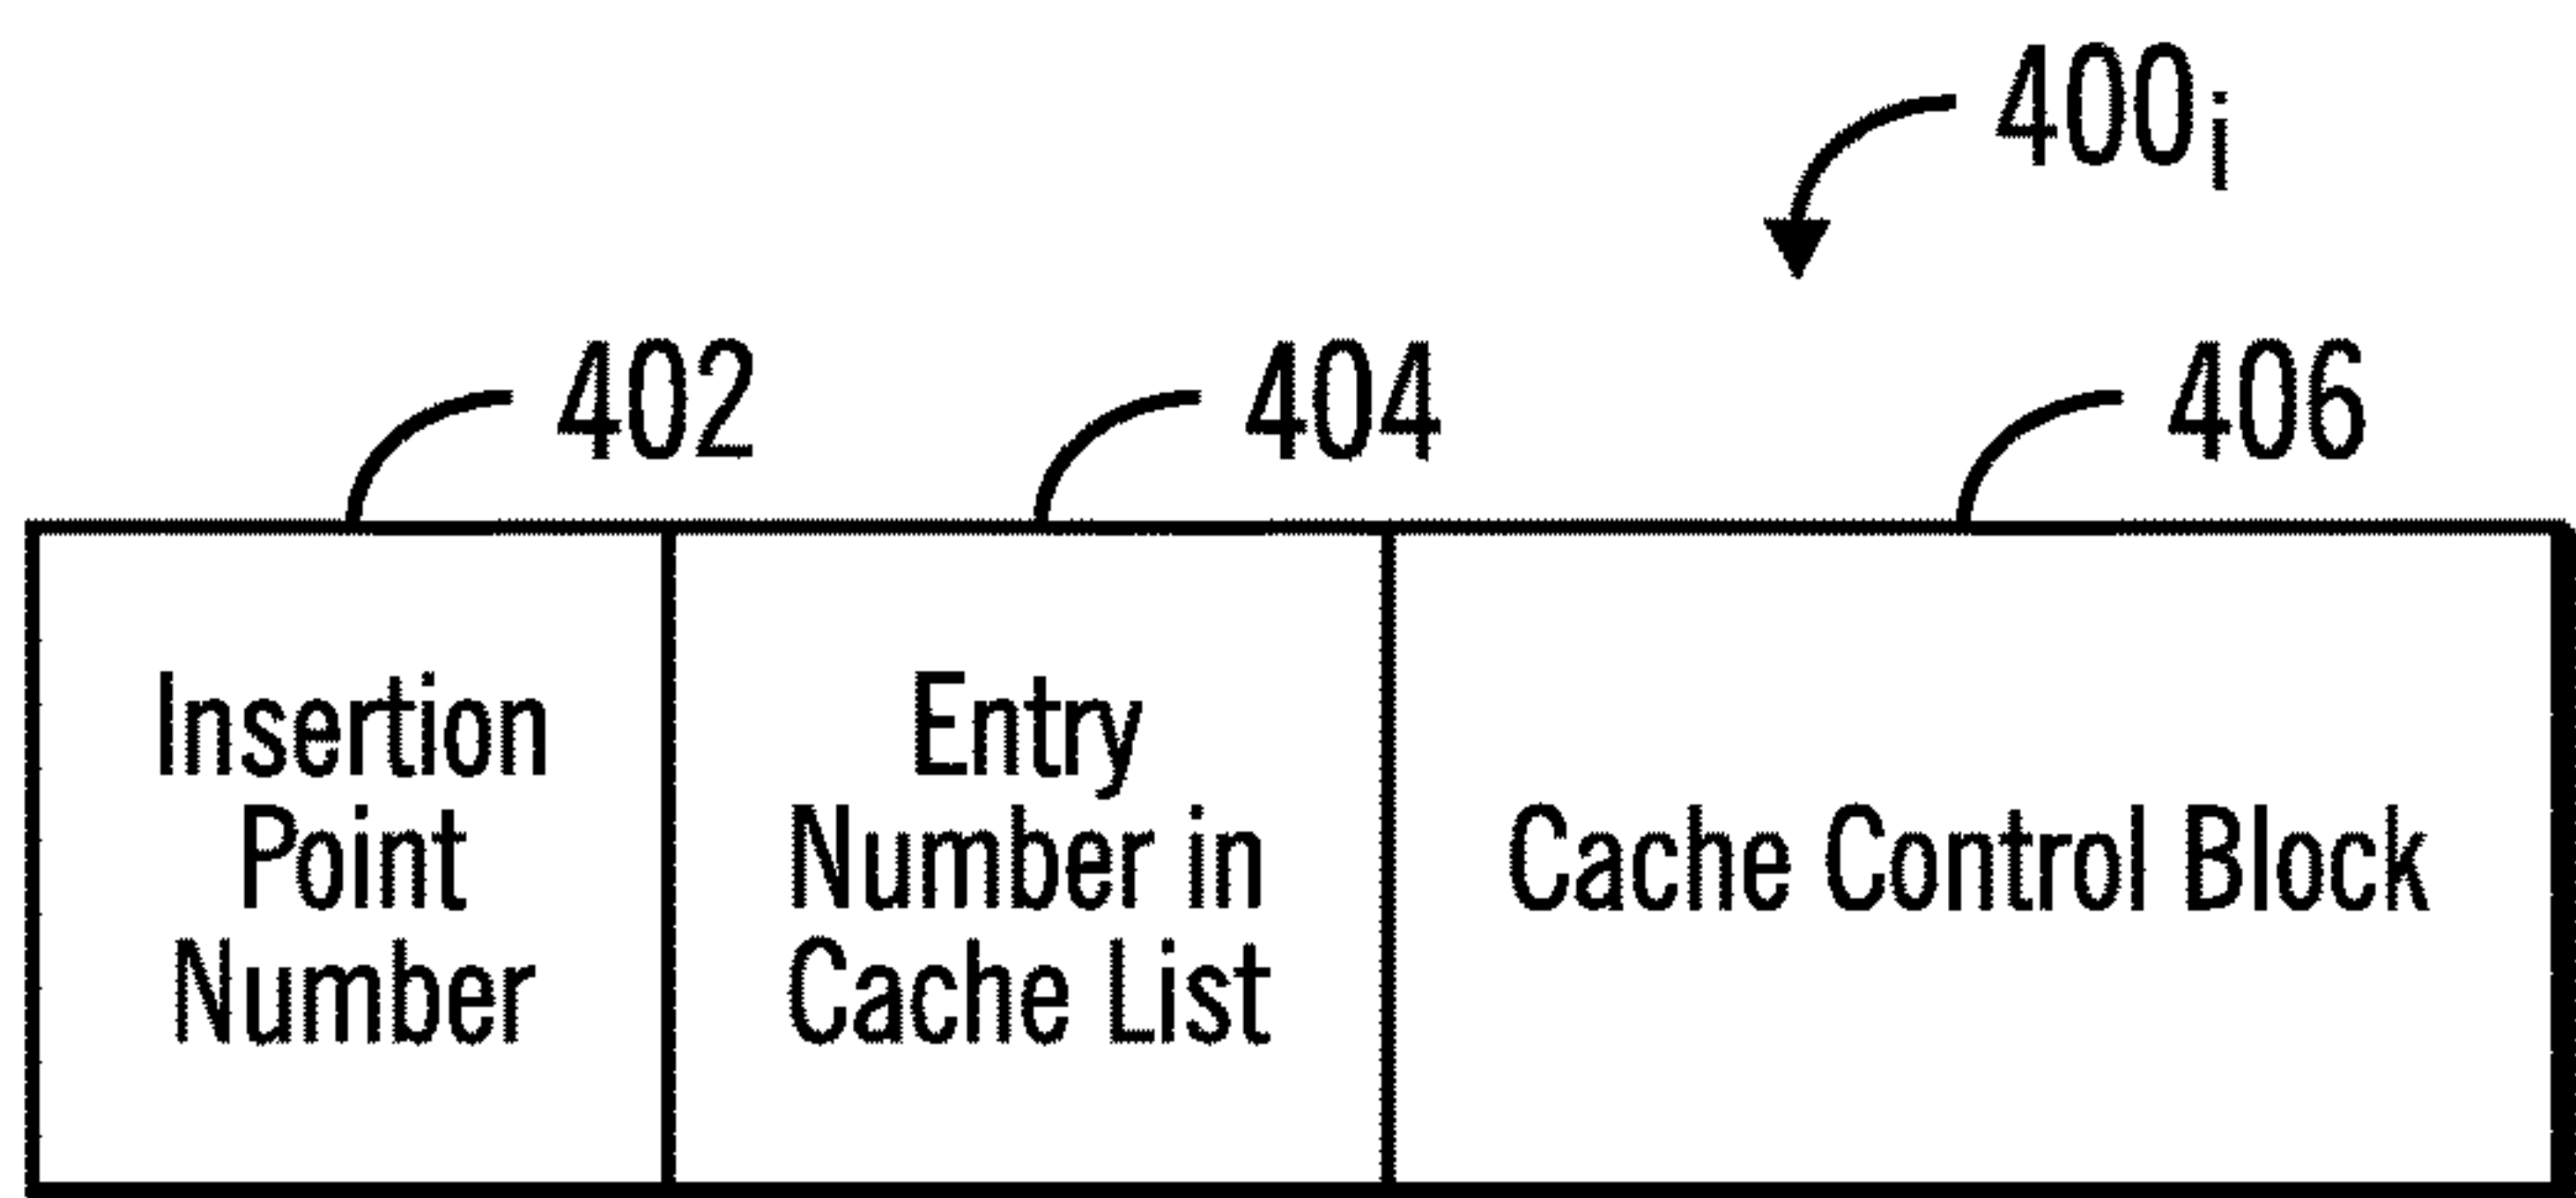 400i
402
404
406
Insertion
Point
Number
Entry
Number in
Cache List
Cache Control Block